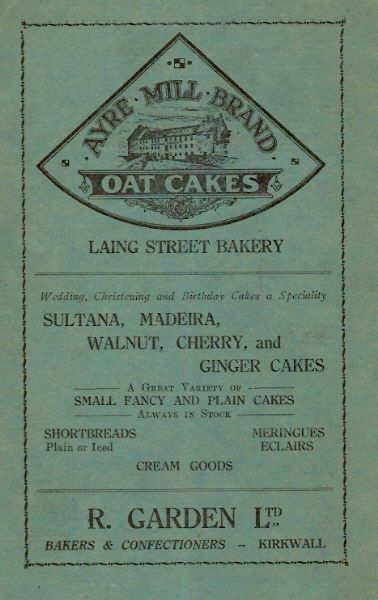 AYRE · MILL · BRAND
OAT CAKES
LAING STREET BAKERY
Wedding, Christening and Birthday Cakes a Speciality
SULTANA, MADEIRA,
WALNUT, CHERRY, and
GINGER CAKES
A GREAT VARIETY OF
SMALL FANCY AND PLAIN CAKES
ALWAYS IN STOCK
SHORTBREADS
Plain or Iced
MERINGUES
ECLAIRS
CREAM GOODS
R. GARDEN LTD.
BAKERS & CONFECTIONERS – KIRKWALL